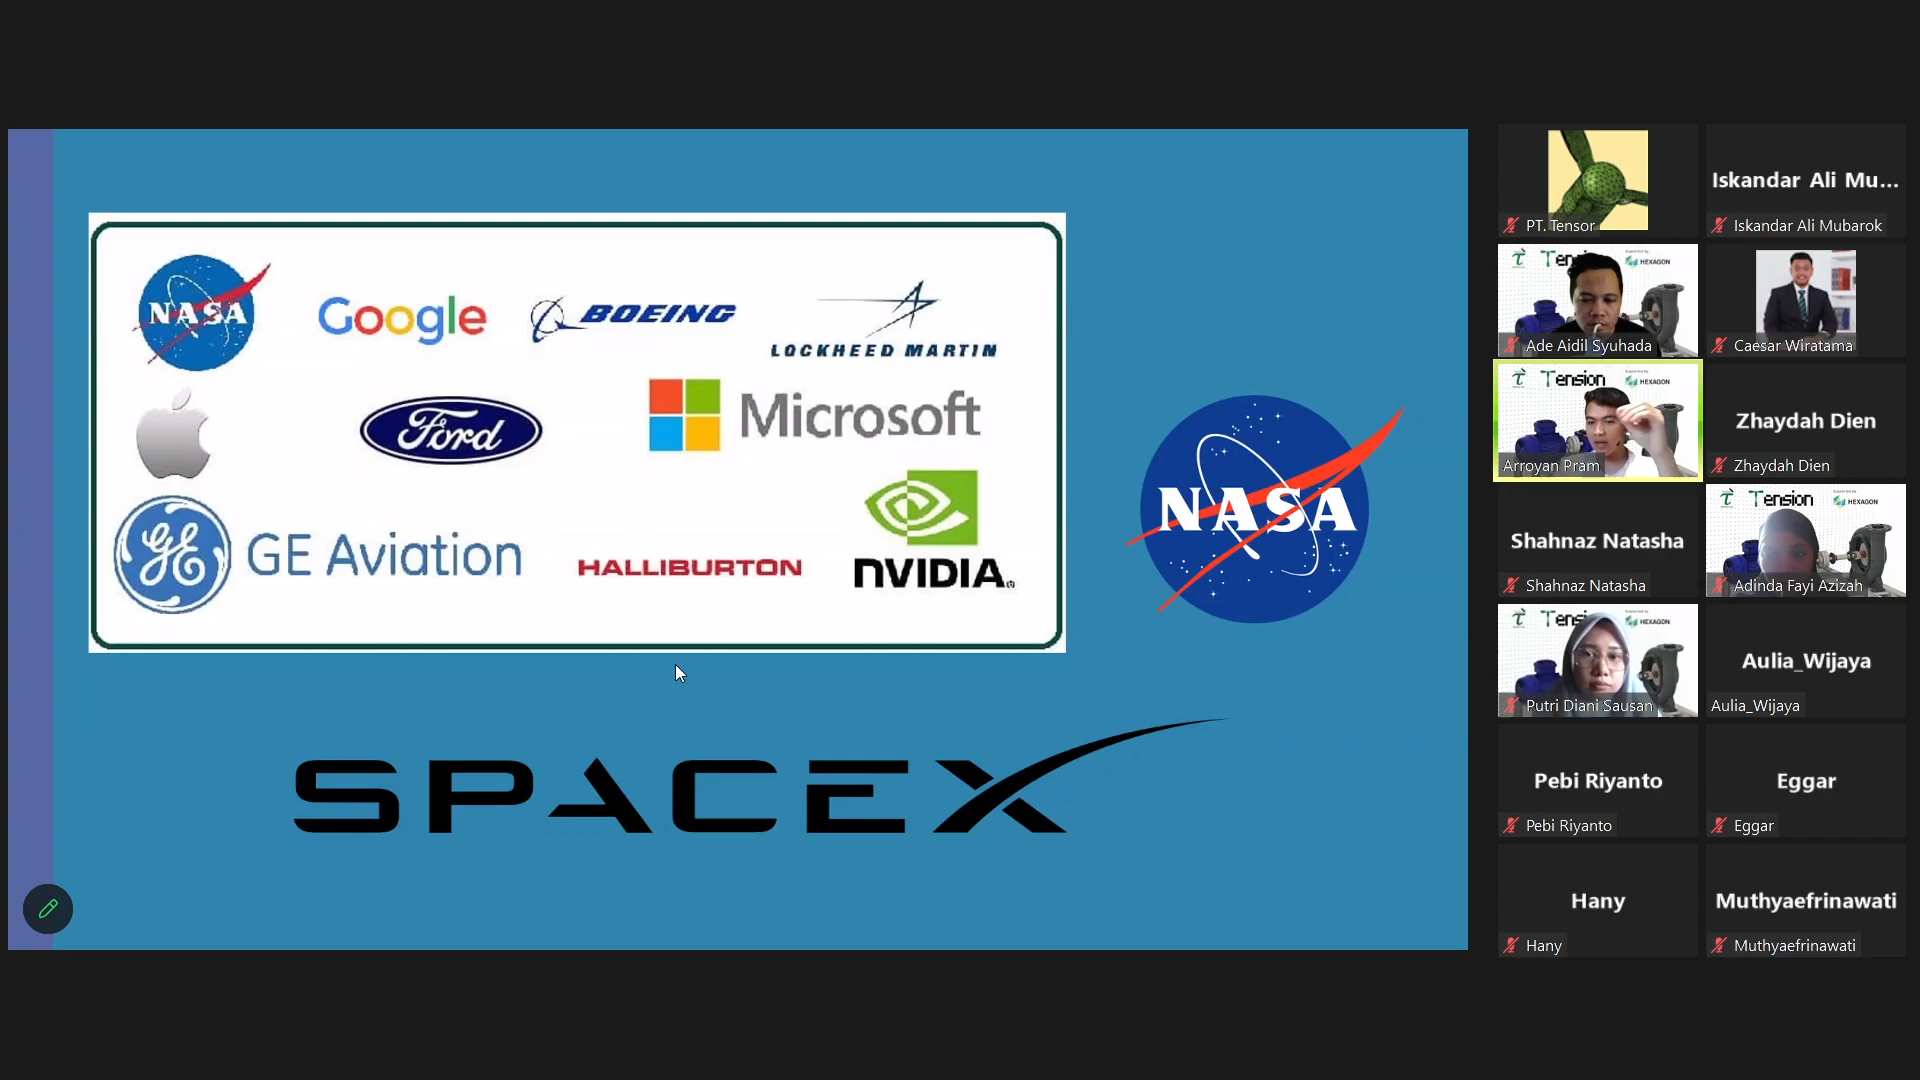 NASA
Google
BOEING
LOCKHEED MARTIN
Ford
Microsoft
GE GE Aviation
HALLIBURTON
NVIDIA
NASA
SPACEX
PT. Tensor
Iskandar Ali Mu...
Iskandar Ali Mubarok
HEXAGON
Ade Aidil Syuhada
Caesar Wiratama
Tension
HEXAGON
Arroyan Pram
Zhaydah Dien
Zhaydah Dien
Shahnaz Natasha
Shahnaz Natasha
Tension
HEXAGON
Adinda Fayi Azizah
HEXAGON
Putri Diani Sausan
Aulia_Wijaya
Aulia_Wijaya
Pebi Riyanto
Pebi Riyanto
Eggar
Eggar
Hany
Hany
Muthyaefrinawati
Muthyaefrinawati